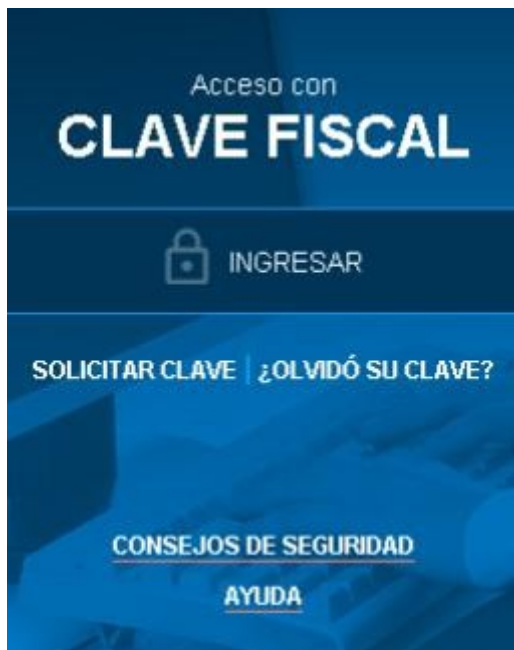 Acceso con
CLAVE FISCAL
INGRESAR
SOLICITAR CLAVE | ¿OLVIDÓ SU CLAVE?
CONSEJOS DE SEGURIDAD
AYUDA